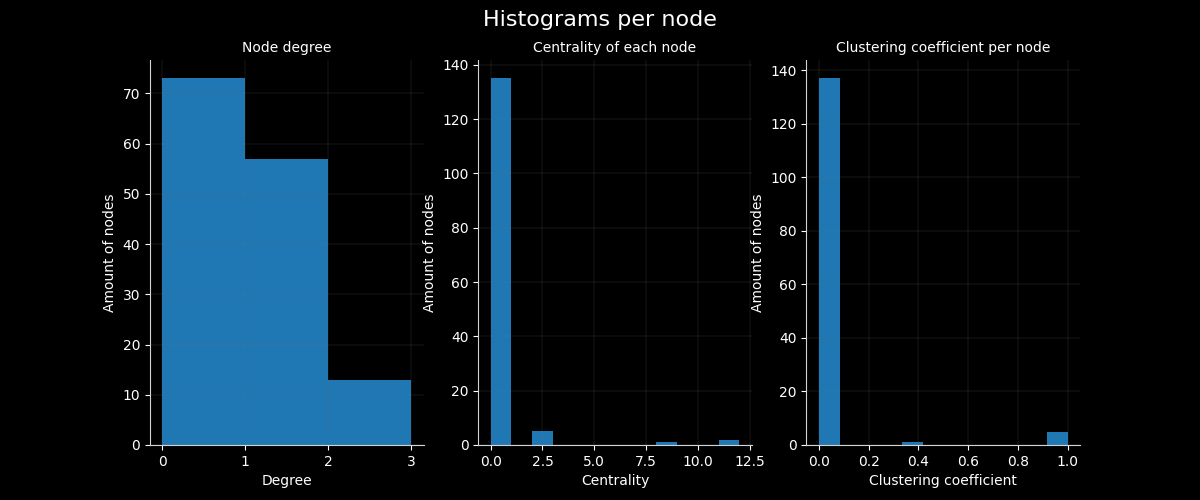 Histograms per node
Node degree
Amount of nodes
70
60
50
40
30
20
10
0
0 1 2 3
Degree
Centrality of each node
Amount of nodes
140
120
100
80
60
40
20
0
0.0 2.5 5.0 7.5 10.0 12.5
Centrality
Clustering coefficient per node
Amount of nodes
140
120
100
80
60
40
20
0
0.0 0.2 0.4 0.6 0.8 1.0
Clustering coefficient